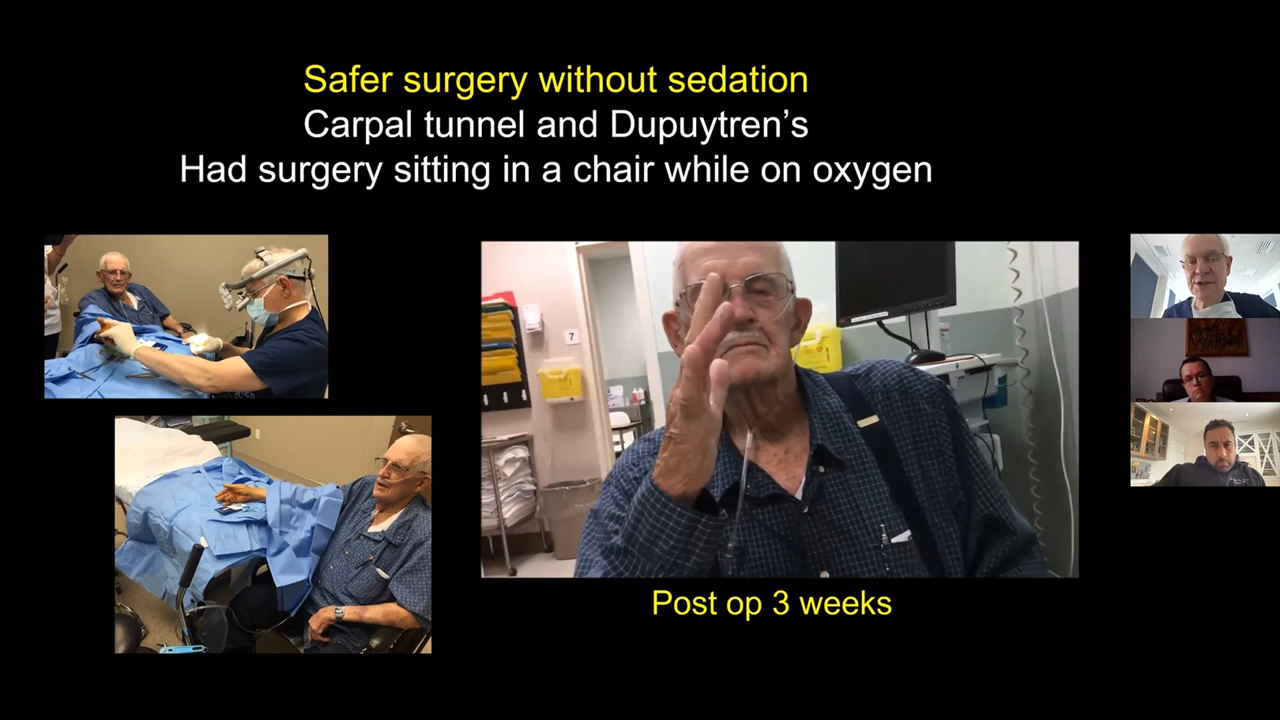 Safer surgery without sedation
Carpal tunnel and Dupuytren’s
Had surgery sitting in a chair while on oxygen
7
Post op 3 weeks